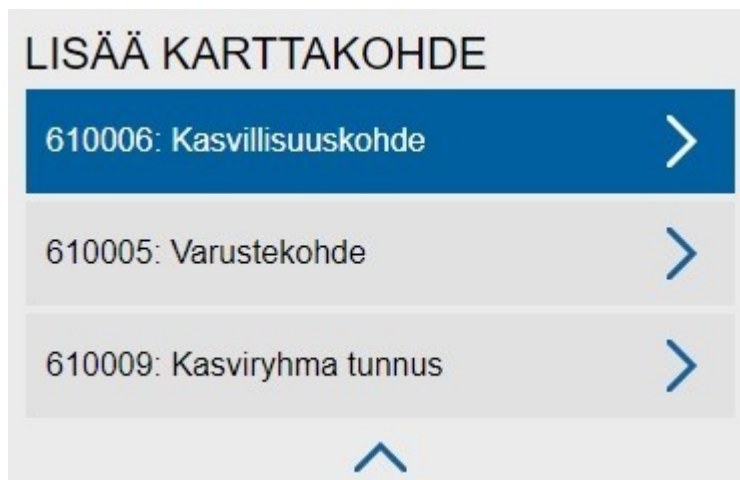 LISÄÄ KARTTAKOHDE
610006: Kasvillisuuskohde
610005: Varustekohde
610009: Kasviryhma tunnus